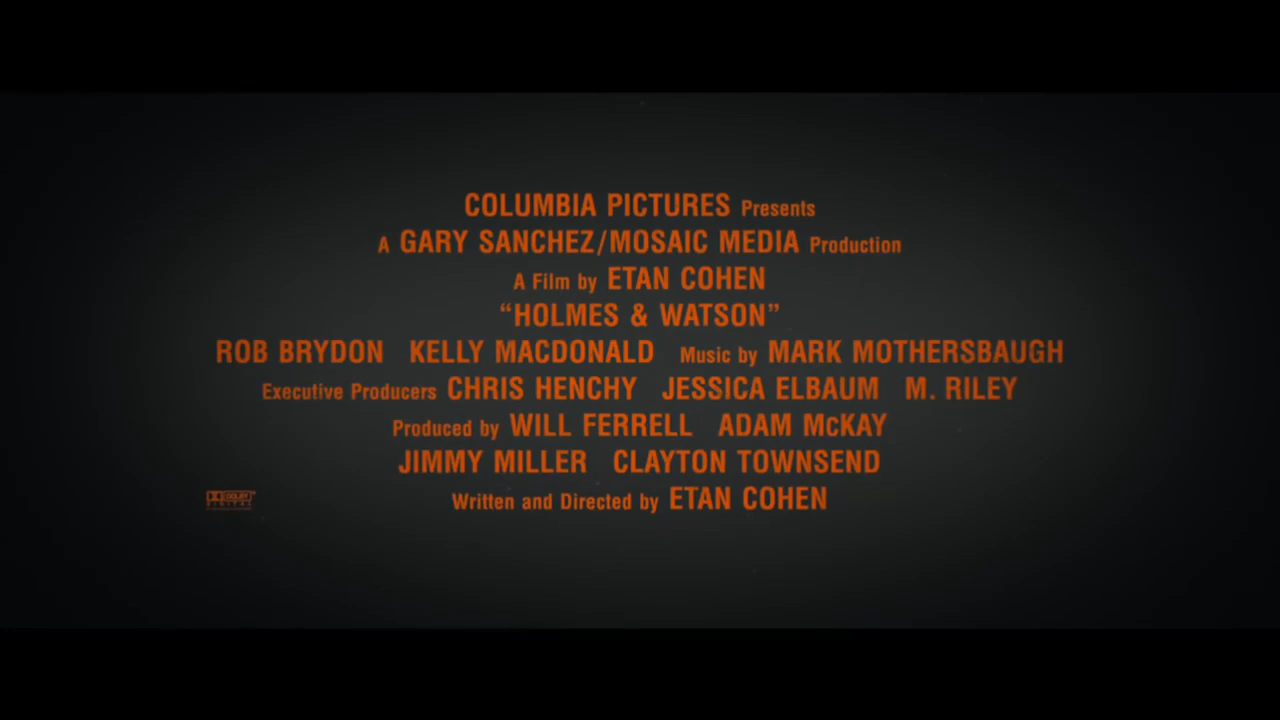 COLUMBIA PICTURES Presents
A GARY SANCHEZ/MOSAIC MEDIA Production
A Film by ETAN COHEN
“HOLMES & WATSON”
ROB BRYDON KELLY MACDONALD Music by MARK MOTHERSBAUGH
Executive Producers CHRIS HENCHY JESSICA ELBAUM M. RILEY
Produced by WILL FERRELL ADAM McKAY
JIMMY MILLER CLAYTON TOWNSEND
Written and Directed by ETAN COHEN
DOLBY
DIGITAL